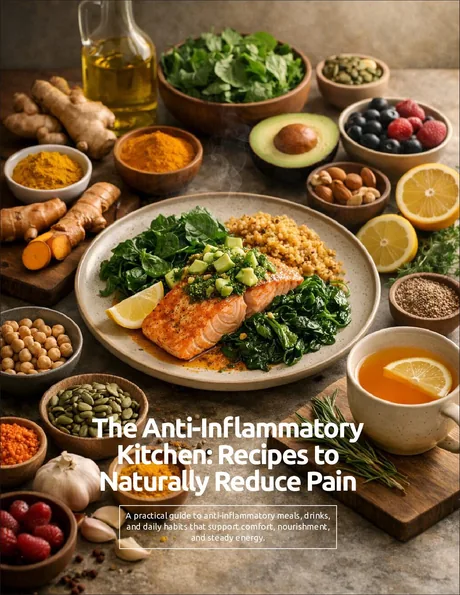 The Anti-Inflammatory
Kitchen: Recipes to
Naturally Reduce Pain
A practical guide to anti-inflammatory meals, drinks,
and daily habits that support comfort, nourishment,
and steady energy.